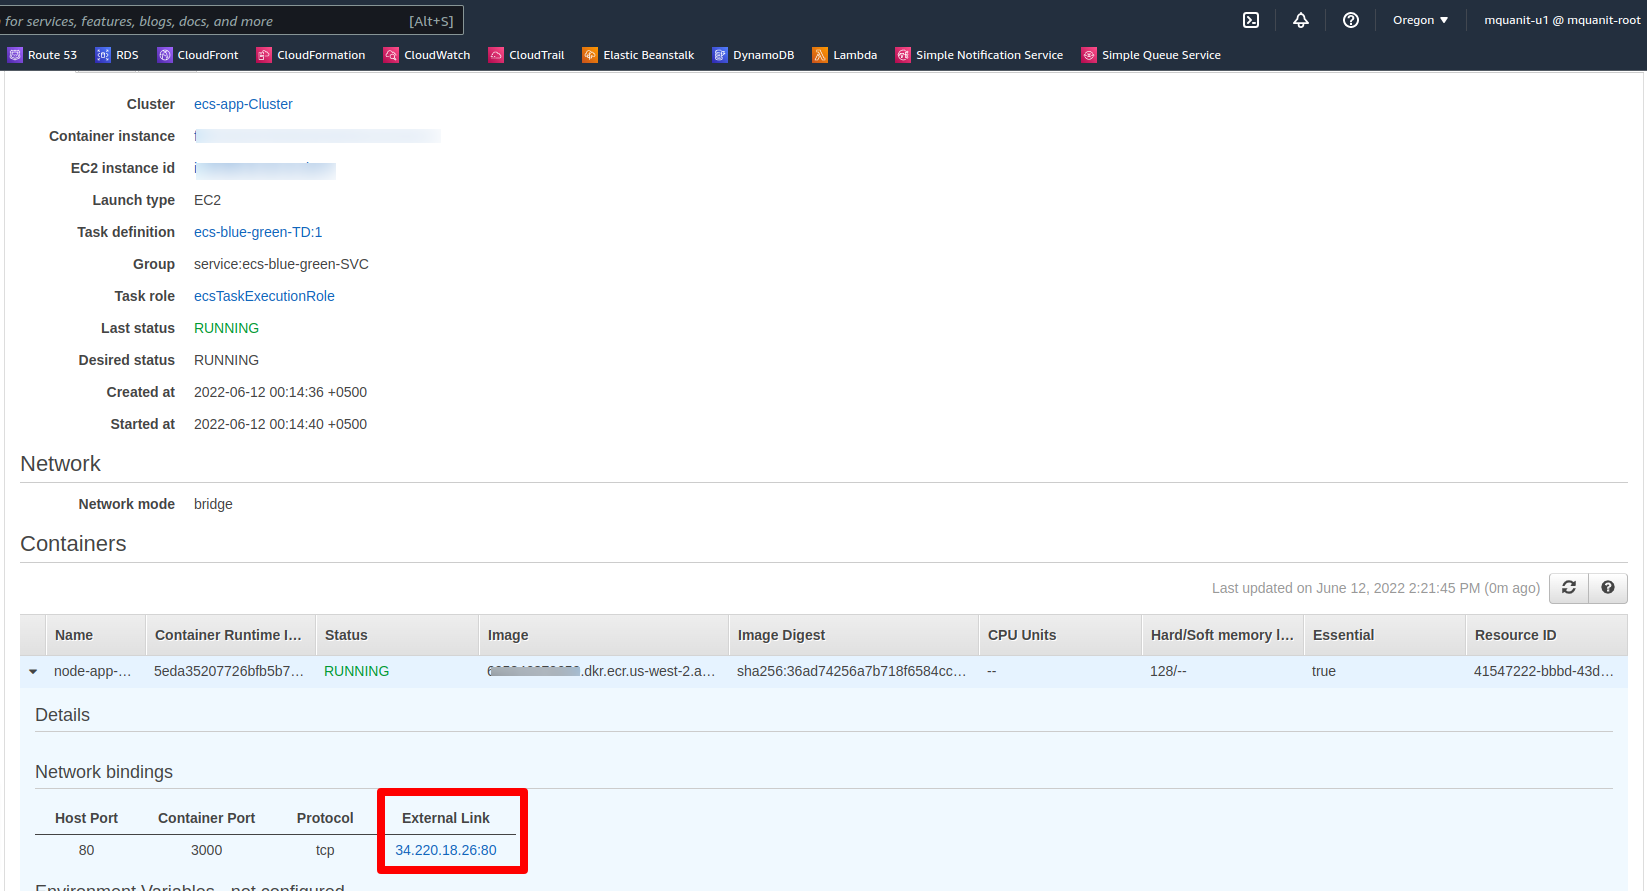 for services, features, blogs, docs, and more [Alt+S] Oregon ▼ mquanit-u1 @ mquanit-root
Route 53 RDS CloudFront CloudFormation CloudWatch CloudTrail Elastic Beanstalk DynamoDB Lambda Simple Notification Service Simple Queue Service
Cluster ecs-app-Cluster
Container instance
EC2 instance id
Launch type EC2
Task definition ecs-blue-green-TD:1
Group service:ecs-blue-green-SVC
Task role ecsTaskExecutionRole
Last status RUNNING
Desired status RUNNING
Created at 2022-06-12 00:14:36 +0500
Started at 2022-06-12 00:14:40 +0500
Network
Network mode bridge
Containers
Last updated on June 12, 2022 2:21:45 PM (0m ago)
Name Container Runtime I... Status Image Image Digest CPU Units Hard/Soft memory l... Essential Resource ID
node-app-... 5eda35207726bfb5b7... RUNNING .dkr.ecr.us-west-2.a... sha256:36ad74256a7b718f6584cc... -- 128/-- true 41547222-bbbd-43d...
Details
Network bindings
Host Port Container Port Protocol External Link
80 3000 tcp 34.220.18.26:80
Environment Variables - not configured